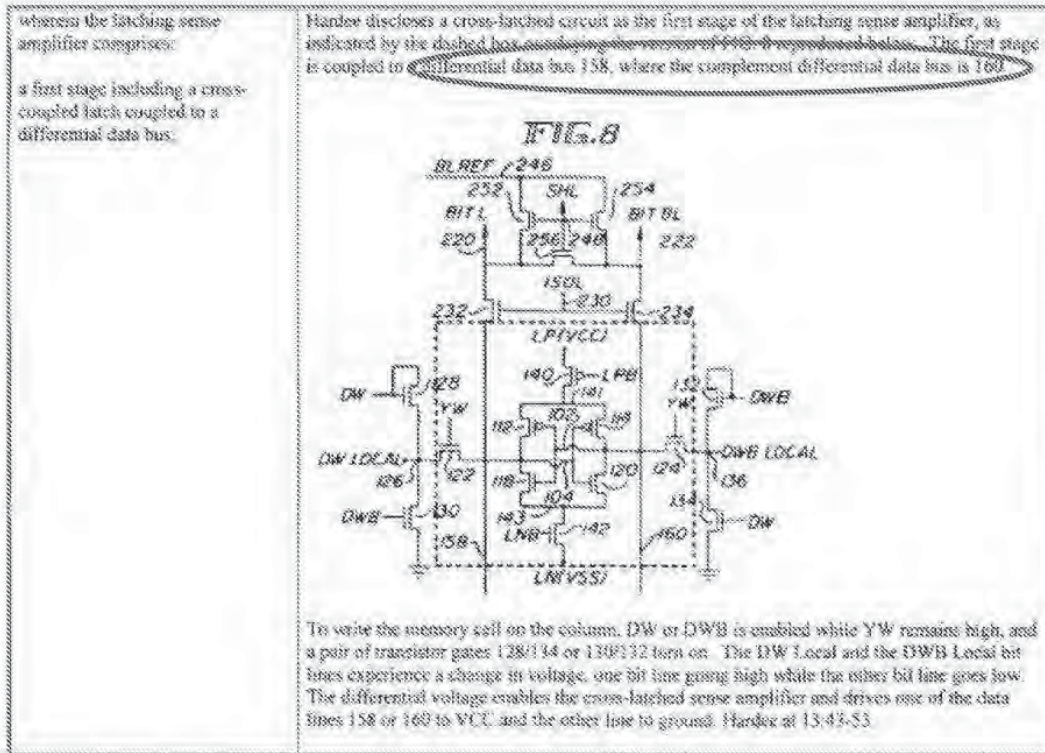 wherein the latching sense
amplifier comprises:
a first stage including a cross-
coupled latch coupled to a
differential data bus;
Hardee discloses a cross-latched circuit as the first stage of the latching sense amplifier, as
indicated by the dashed box The first stage
is coupled to differential data bus 158, where the complement differential data bus is 160
FIG.8
BLREF 246
252 SHL 254
BIT L BIT BL
220 256 248 222
ISOL
230
232 234
LP(VCC)
140 LPB
141
DW 128 132 DWB
YW 102 YW
112 114
DW LOCAL DWB LOCAL
126 122 118 120 124 136
104 134
DWB 130 143 DW
LNB 142
158 160
LN(VSS)
To write the memory cell on the column, DW or DWB is enabled while YW remains high, and
a pair of transistor gates 128/134 or 130/132 turn on. The DW Local and the DWB Local bit
lines experience a change in voltage, one bit line going high while the other bit line goes low.
The differential voltage enables the cross-latched sense amplifier and drives one of the data
lines 158 or 160 to VCC and the other line to ground. Hardee at 13:43-53.